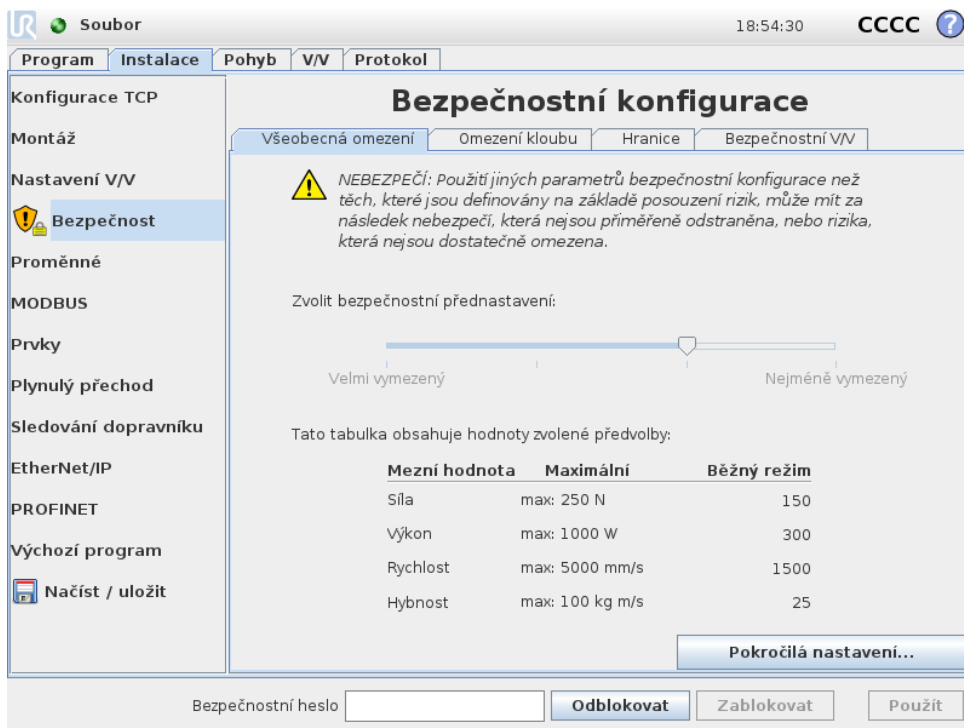 UR Soubor 18:54:30 CCCC ?
Program Instalace Pohyb V/V Protokol
Konfigurace TCP
Montáž
Nastavení V/V
Bezpečnost
Proměnné
MODBUS
Prvky
Plynulý přechod
Sledování dopravníku
EtherNet/IP
PROFINET
Výchozí program
Načíst / uložit
Bezpečnostní konfigurace
Všeobecná omezení Omezení kloubu Hranice Bezpečnostní V/V
NEBEZPEČÍ: Použití jiných parametrů bezpečnostní konfigurace než
těch, které jsou definovány na základě posouzení rizik, může mít za
následek nebezpečí, která nejsou přiměřeně odstraněna, nebo rizika,
která nejsou dostatečně omezena.
Zvolit bezpečnostní přednastavení:
Velmi vymezený Nejméně vymezený
Tato tabulka obsahuje hodnoty zvolené předvolby:
Mezní hodnota Maximální Běžný režim
Síla max: 250 N 150
Výkon max: 1000 W 300
Rychlost max: 5000 mm/s 1500
Hybnost max: 100 kg m/s 25
Pokročilá nastavení...
Bezpečnostní heslo Odblokovat Zablokovat Použít